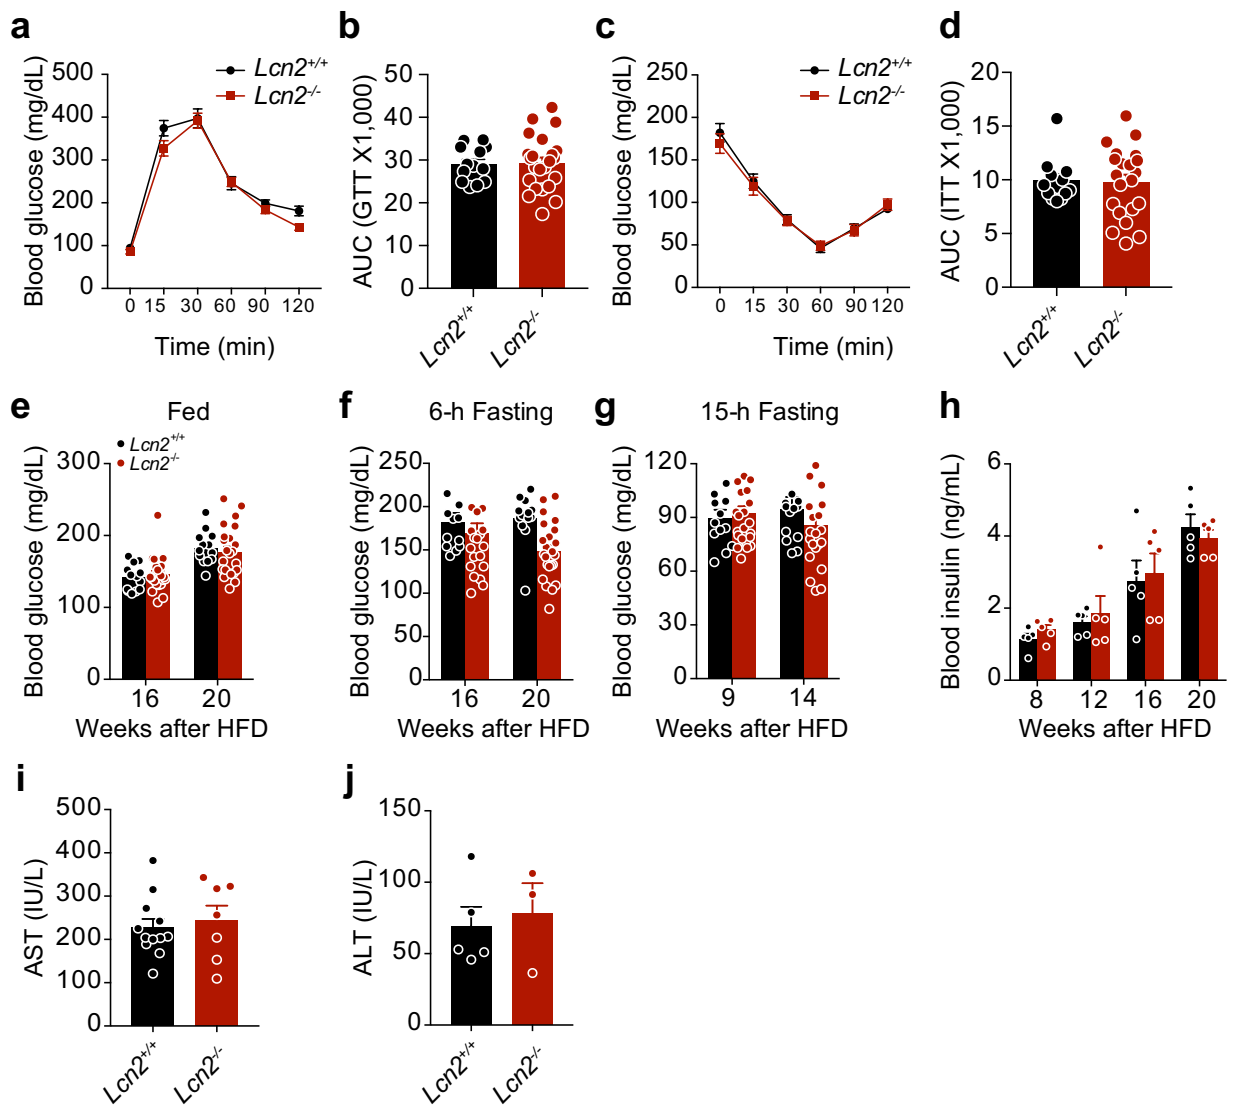 a
Blood glucose (mg/dL)
500
400
300
200
100
0
0 15 30 60 90 120
Time (min)
Lcn2+/+
Lcn2-/-
b
AUC (GTT X1,000)
50
40
30
20
10
0
Lcn2+/+
Lcn2-/-
c
Blood glucose (mg/dL)
250
200
150
100
50
0
0 15 30 60 90 120
Time (min)
Lcn2+/+
Lcn2-/-
d
AUC (ITT X1,000)
20
15
10
5
0
Lcn2+/+
Lcn2-/-
e
Fed
Lcn2+/+
Lcn2-/-
Blood glucose (mg/dL)
300
200
100
0
16 20
Weeks after HFD
f
6-h Fasting
Blood glucose (mg/dL)
250
200
150
100
50
0
16 20
Weeks after HFD
g
15-h Fasting
Blood glucose (mg/dL)
120
90
60
30
0
9 14
Weeks after HFD
h
Blood insulin (ng/mL)
6
4
2
0
8 12 16 20
Weeks after HFD
i
AST (IU/L)
500
400
300
200
100
0
Lcn2+/+
Lcn2-/-
j
ALT (IU/L)
150
100
50
0
Lcn2+/+
Lcn2-/-